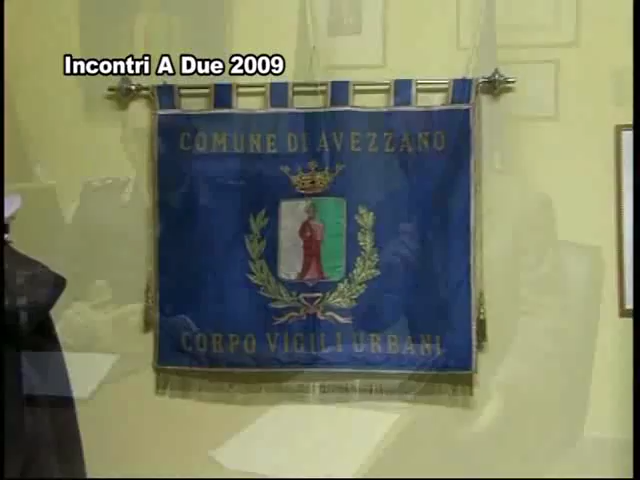 Incontri A Due 2009
COMUNE DI AVEZZANO
CORPO VIGILI URBANI